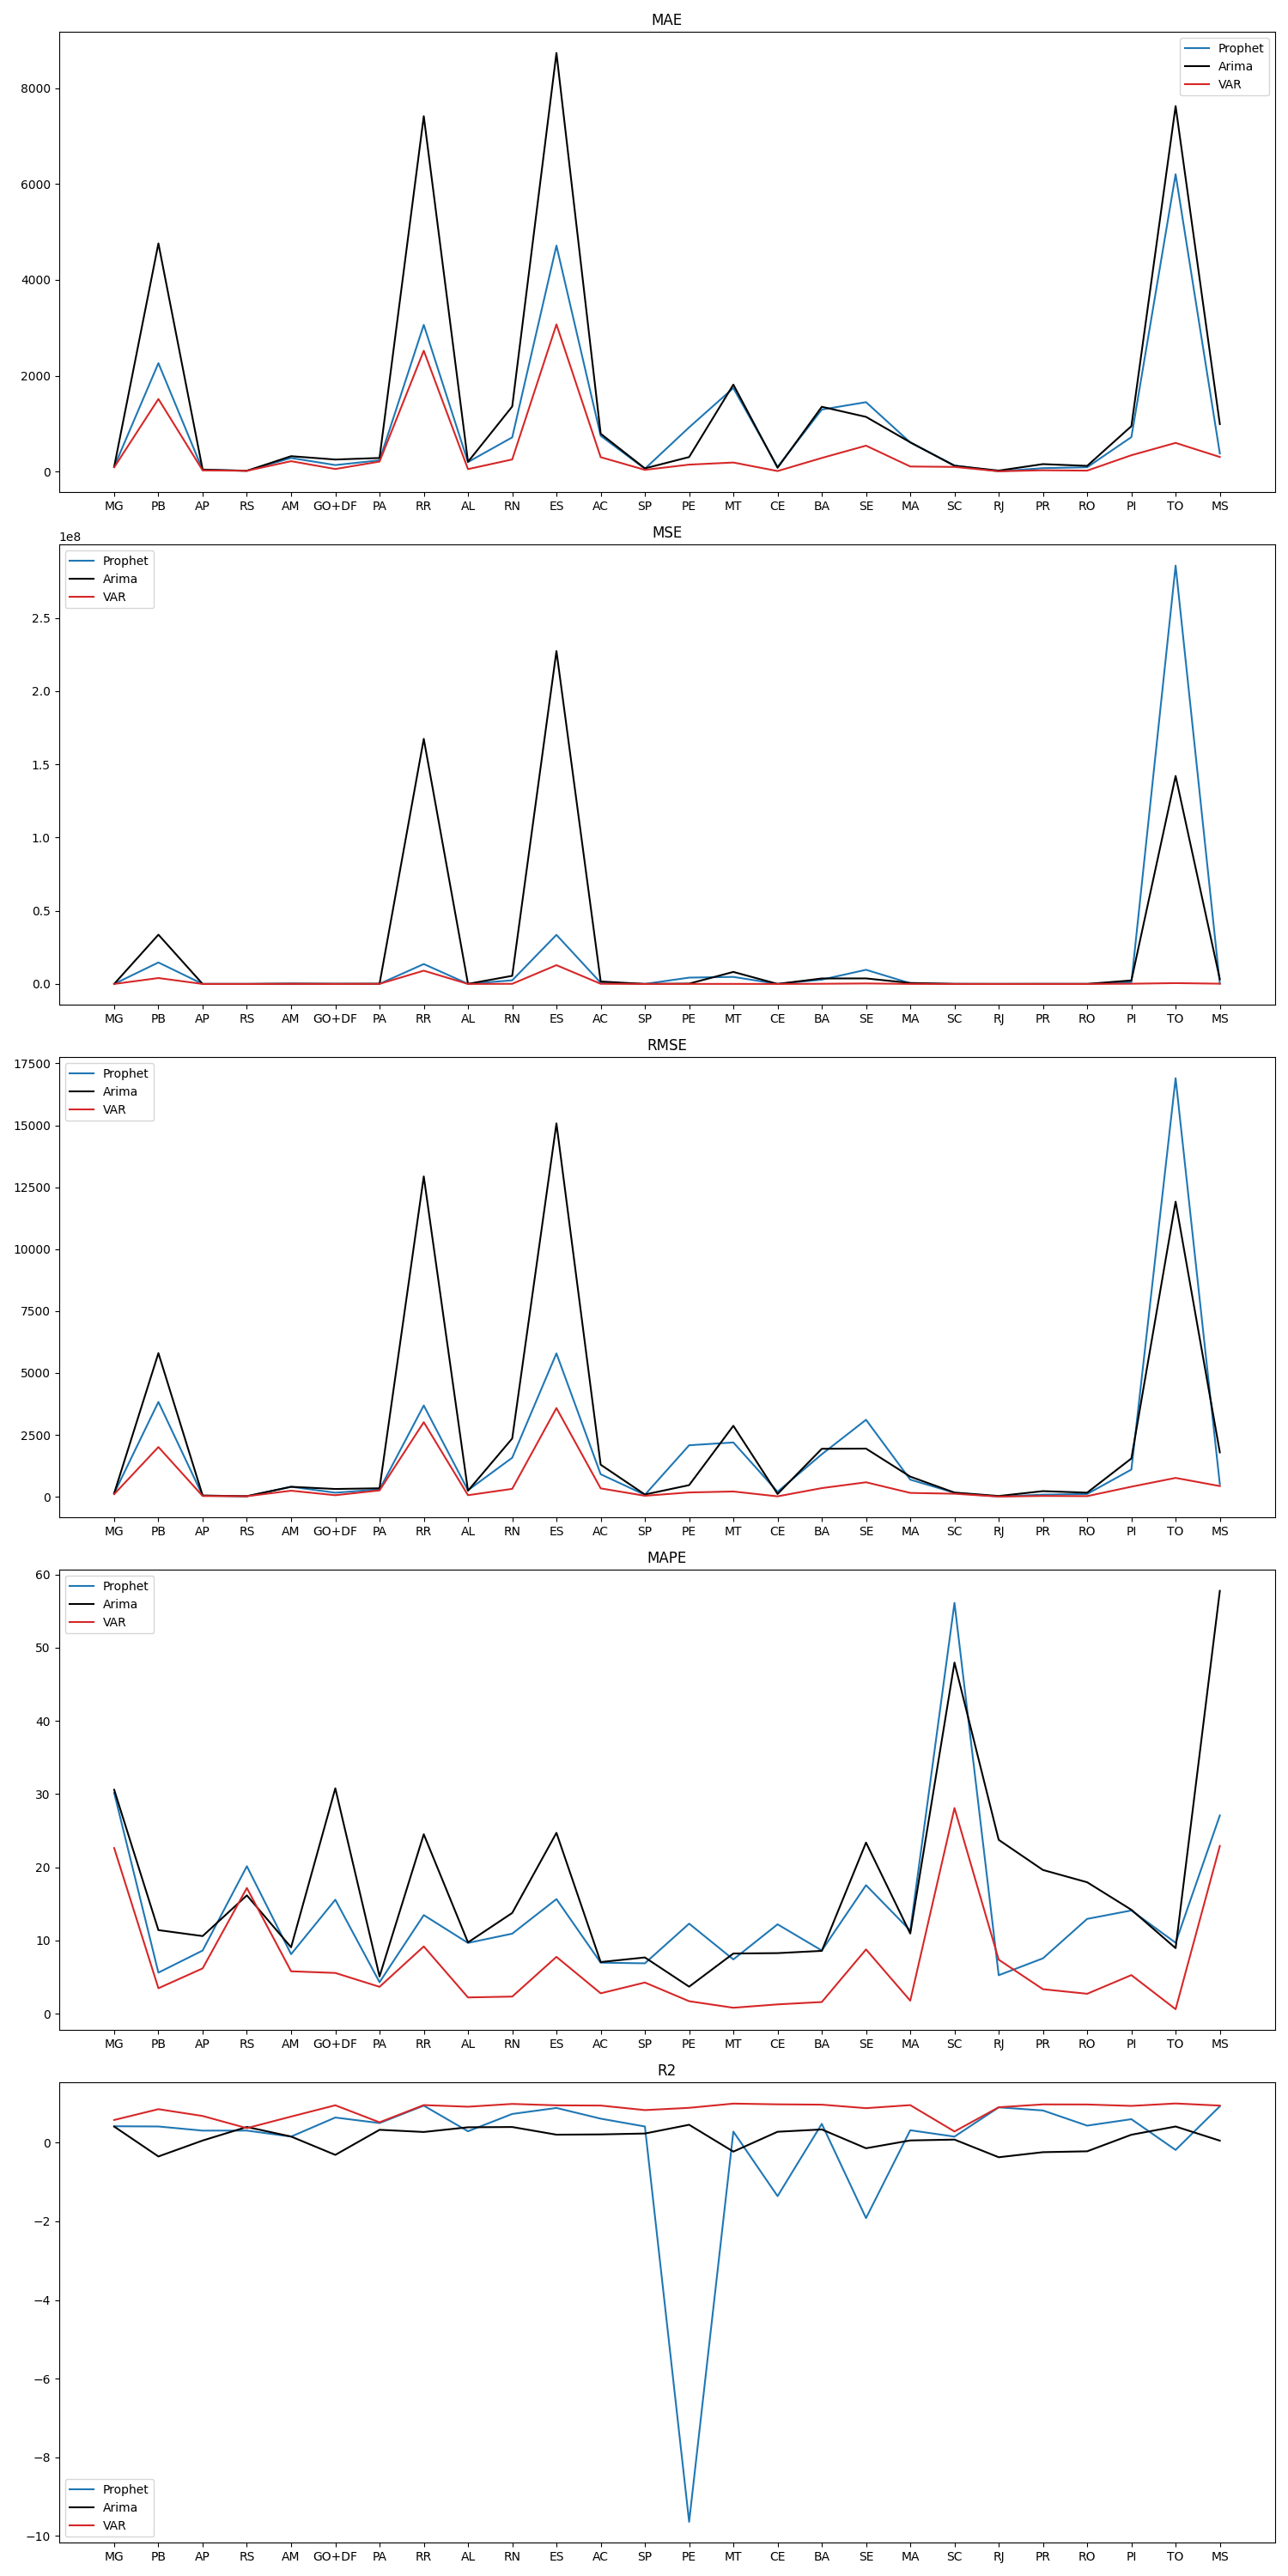 MAE
Prophet
Arima
VAR
8000
6000
4000
2000
0
MG PB AP RS AM GO+DF PA RR AL RN ES AC SP PE MT CE BA SE MA SC RJ PR RO PI TO MS
MSE
1e8
Prophet
Arima
VAR
2.5
2.0
1.5
1.0
0.5
0.0
MG PB AP RS AM GO+DF PA RR AL RN ES AC SP PE MT CE BA SE MA SC RJ PR RO PI TO MS
RMSE
17500
Prophet
Arima
VAR
15000
12500
10000
7500
5000
2500
0
MG PB AP RS AM GO+DF PA RR AL RN ES AC SP PE MT CE BA SE MA SC RJ PR RO PI TO MS
MAPE
60
Prophet
Arima
VAR
50
40
30
20
10
0
MG PB AP RS AM GO+DF PA RR AL RN ES AC SP PE MT CE BA SE MA SC RJ PR RO PI TO MS
R2
0
−2
−4
−6
−8
Prophet
Arima
VAR
−10
MG PB AP RS AM GO+DF PA RR AL RN ES AC SP PE MT CE BA SE MA SC RJ PR RO PI TO MS